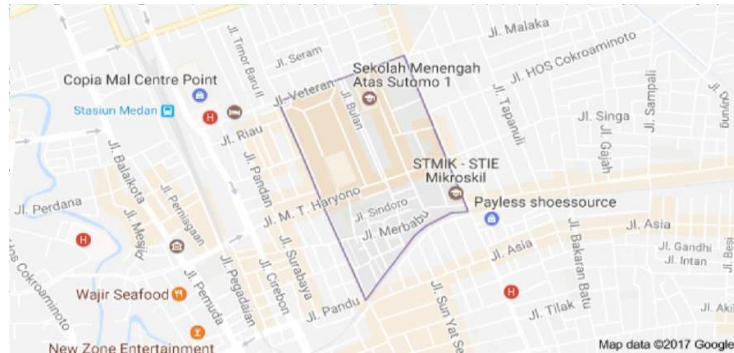 Jl. Seram
Jl. Malaka
Jl. Timor Baru II
Sekolah Menengah
Atas Sutomo 1
Jl. HOS Cokroaminoto
Copia Mal Centre Point
Jl. Veteran
Jl. Bulan
Stasiun Medan
H
Jl. Riau
Jl. Tapanuli
Jl. Singa
Jl. Sampali
Jl. Gajah
Jl. Balaikota
Jl. Pandan
STMIK - STIE
Mikroskil
Jl. Perdana
Jl. Perniagaan
Jl. M. T. Haryono
Jl. Sindoro
Payless shoessource
H
Jl. Merbabu
Jl. Asia
Jl. Asia
Jl. Gandhi
Jl. Intan
Jl. Besi
Hos Cokroaminoto
Jl. Surabaya
Jl. Cirebon
Jl. Pegadaian
Jl. Pemuda
Jl. Bakaran Batu
Wajir Seafood
H
Jl. Pandu
Jl. Sun Yat Se
Jl. Tilak
New Zone Entertainment
Map data ©2017 Google